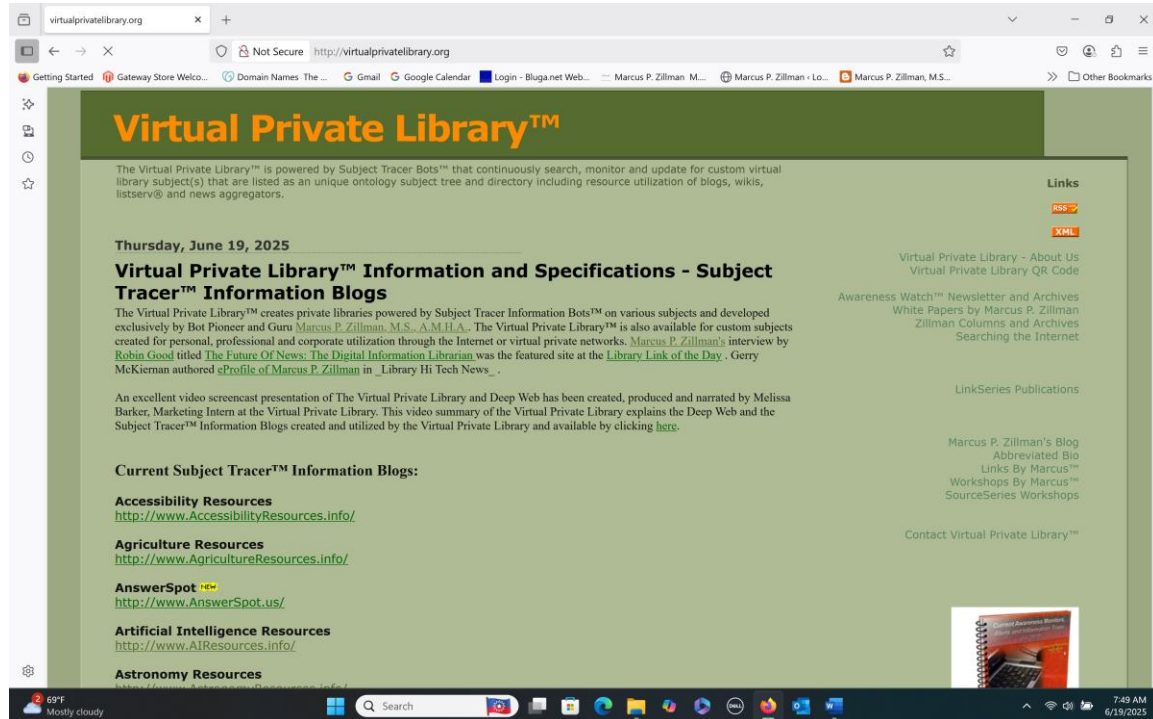 virtualprivatelibrary.org
Not Secure http://virtualprivatelibrary.org
Getting Started Gateway Store Welco... Domain Names The ... Gmail Google Calendar Login - Bluga.net Web... Marcus P. Zillman M.... Marcus P. Zillman ‹ Lo... Marcus P. Zillman, M.S... Other Bookmarks
Virtual Private Library™
The Virtual Private Library™ is powered by Subject Tracer Bots™ that continuously search, monitor and update for custom virtual
library subject(s) that are listed as an unique ontology subject tree and directory including resource utilization of blogs, wikis,
listserv® and news aggregators.
Thursday, June 19, 2025
Virtual Private Library™ Information and Specifications - Subject
Tracer™ Information Blogs
The Virtual Private Library™ creates private libraries powered by Subject Tracer Information Bots™ on various subjects and developed
exclusively by Bot Pioneer and Guru Marcus P. Zillman, M.S., A.M.H.A.. The Virtual Private Library™ is also available for custom subjects
created for personal, professional and corporate utilization through the Internet or virtual private networks. Marcus P. Zillman's interview by
Robin Good titled The Future Of News: The Digital Information Librarian was the featured site at the Library Link of the Day . Gerry
McKiernan authored eProfile of Marcus P. Zillman in _Library Hi Tech News_ .
An excellent video screencast presentation of The Virtual Private Library and Deep Web has been created, produced and narrated by Melissa
Barker, Marketing Intern at the Virtual Private Library. This video summary of the Virtual Private Library explains the Deep Web and the
Subject Tracer™ Information Blogs created and utilized by the Virtual Private Library and available by clicking here.
Current Subject Tracer™ Information Blogs:
Accessibility Resources
http://www.AccessibilityResources.info/
Agriculture Resources
http://www.AgricultureResources.info/
AnswerSpot NEW
http://www.AnswerSpot.us/
Artificial Intelligence Resources
http://www.AIResources.info/
Astronomy Resources
http://www.AstronomyResources.info/
Links
RSS
XML
Virtual Private Library - About Us
Virtual Private Library QR Code
Awareness Watch™ Newsletter and Archives
White Papers by Marcus P. Zillman
Zillman Columns and Archives
Searching the Internet
LinkSeries Publications
Marcus P. Zillman's Blog
Abbreviated Bio
Links By Marcus™
Workshops By Marcus™
SourceSeries Workshops
Contact Virtual Private Library™
Current Awareness Monitors,
2
69°F
Mostly cloudy
Search
DELL
7:49 AM
6/19/2025